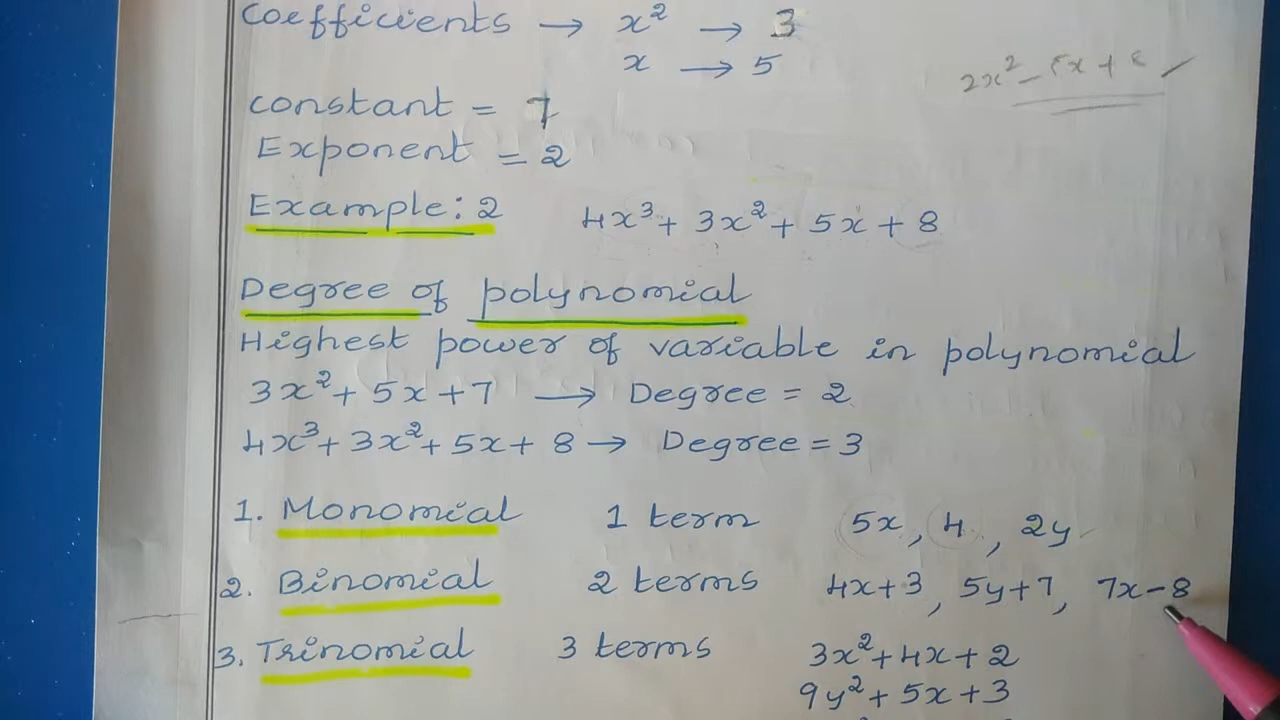 Coefficients → x² → 3
x → 5
2x² –
constant = 7
Exponent = 2
Example: 2 4x³ + 3x² + 5x + 8
Degree of polynomial
Highest power of variable in polynomial
3x² + 5x + 7 → Degree = 2
4x³ + 3x² + 5x + 8 → Degree = 3
1. Monomial 1 term 5x, 4, 2y
2. Binomial 2 terms 4x+3, 5y+7, 7x–8
3. Trinomial 3 terms 3x² + 4x + 2
9y² + 5x + 3